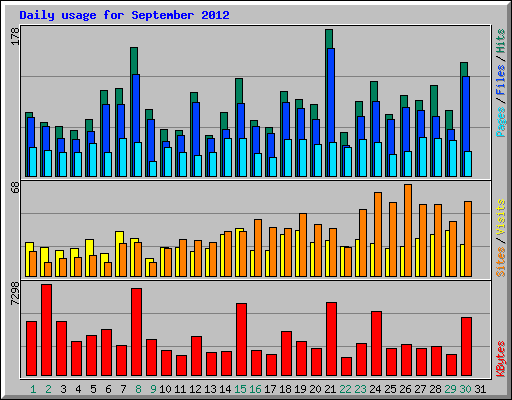 Daily usage for September 2012
178
Pages / Files / Hits
68
Sites / Visits
7298
KBytes
1 2 3 4 5 6 7 8 9 10 11 12 13 14 15 16 17 18 19 20 21 22 23 24 25 26 27 28 29 30 31